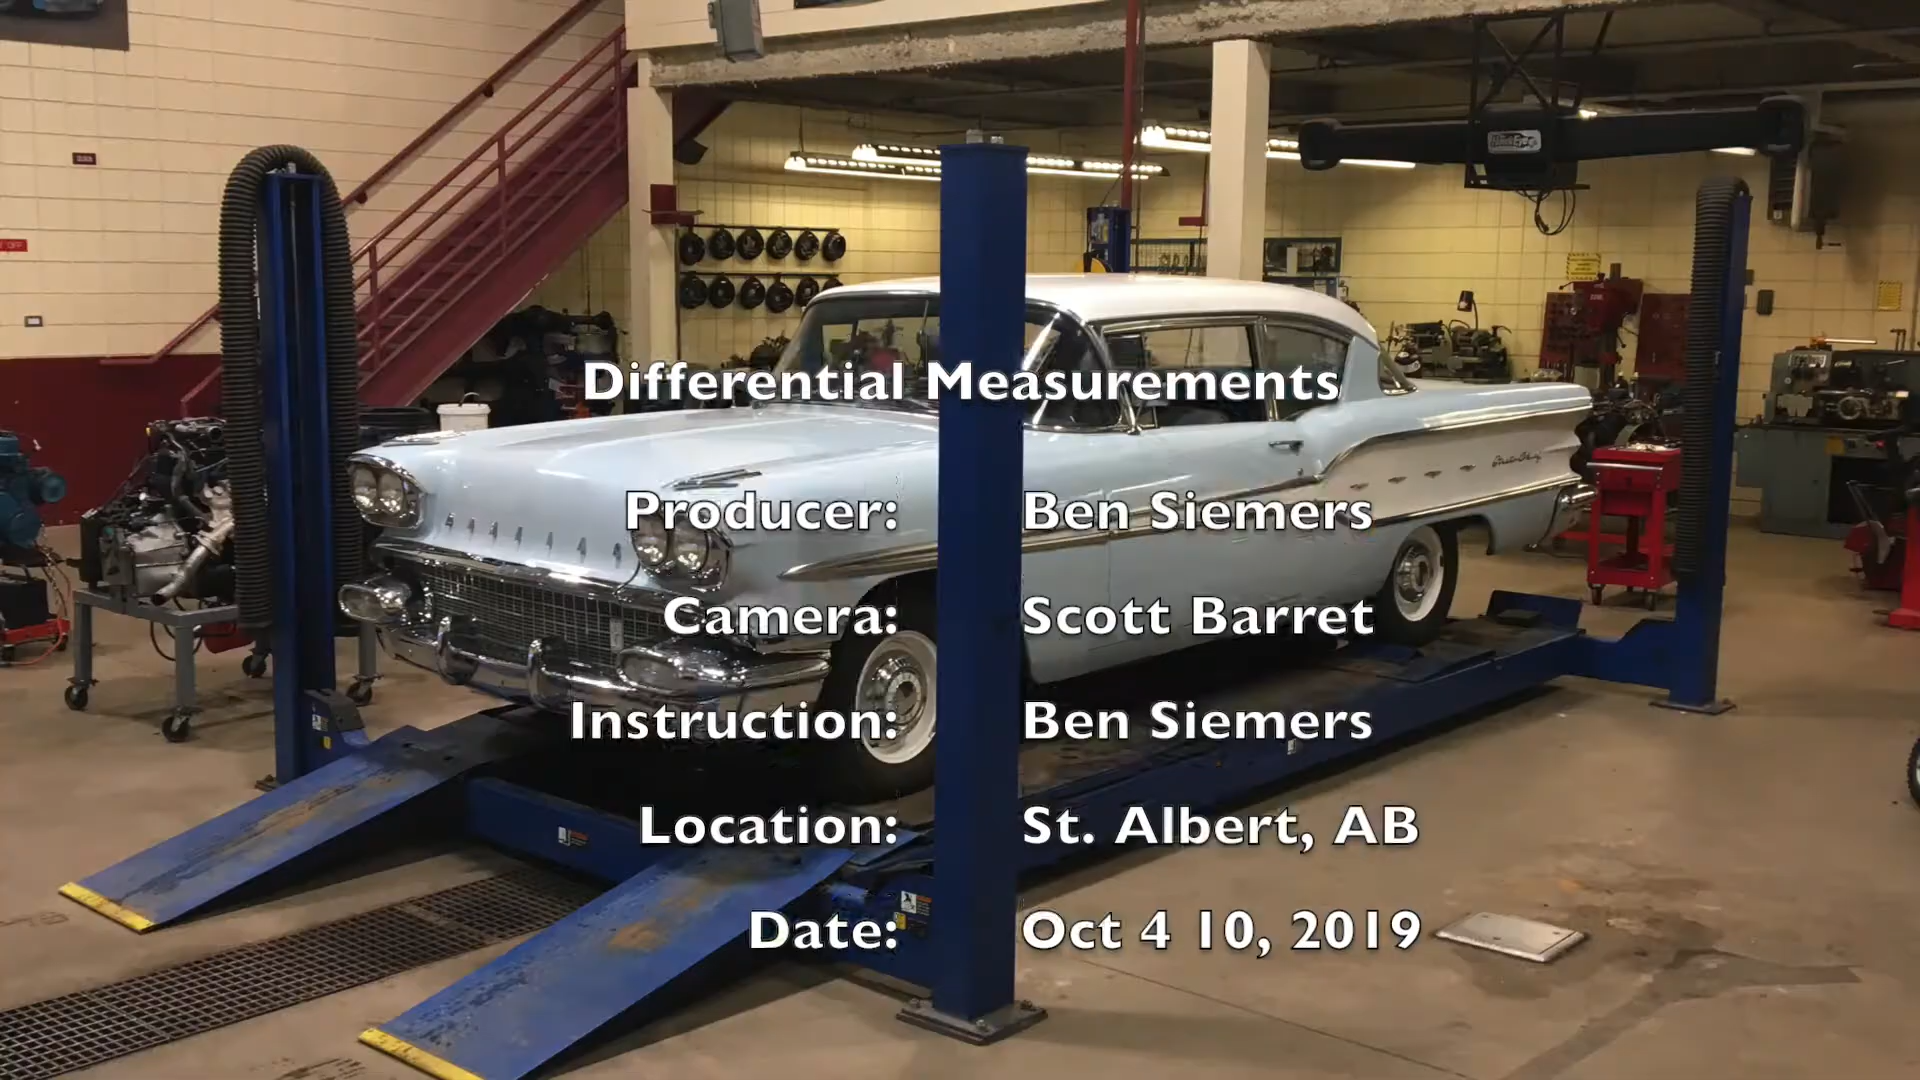 Differential Measurements
Producer: Ben Siemers
Camera: Scott Barret
Instruction: Ben Siemers
Location: St. Albert, AB
Date: Oct 4 10, 2019